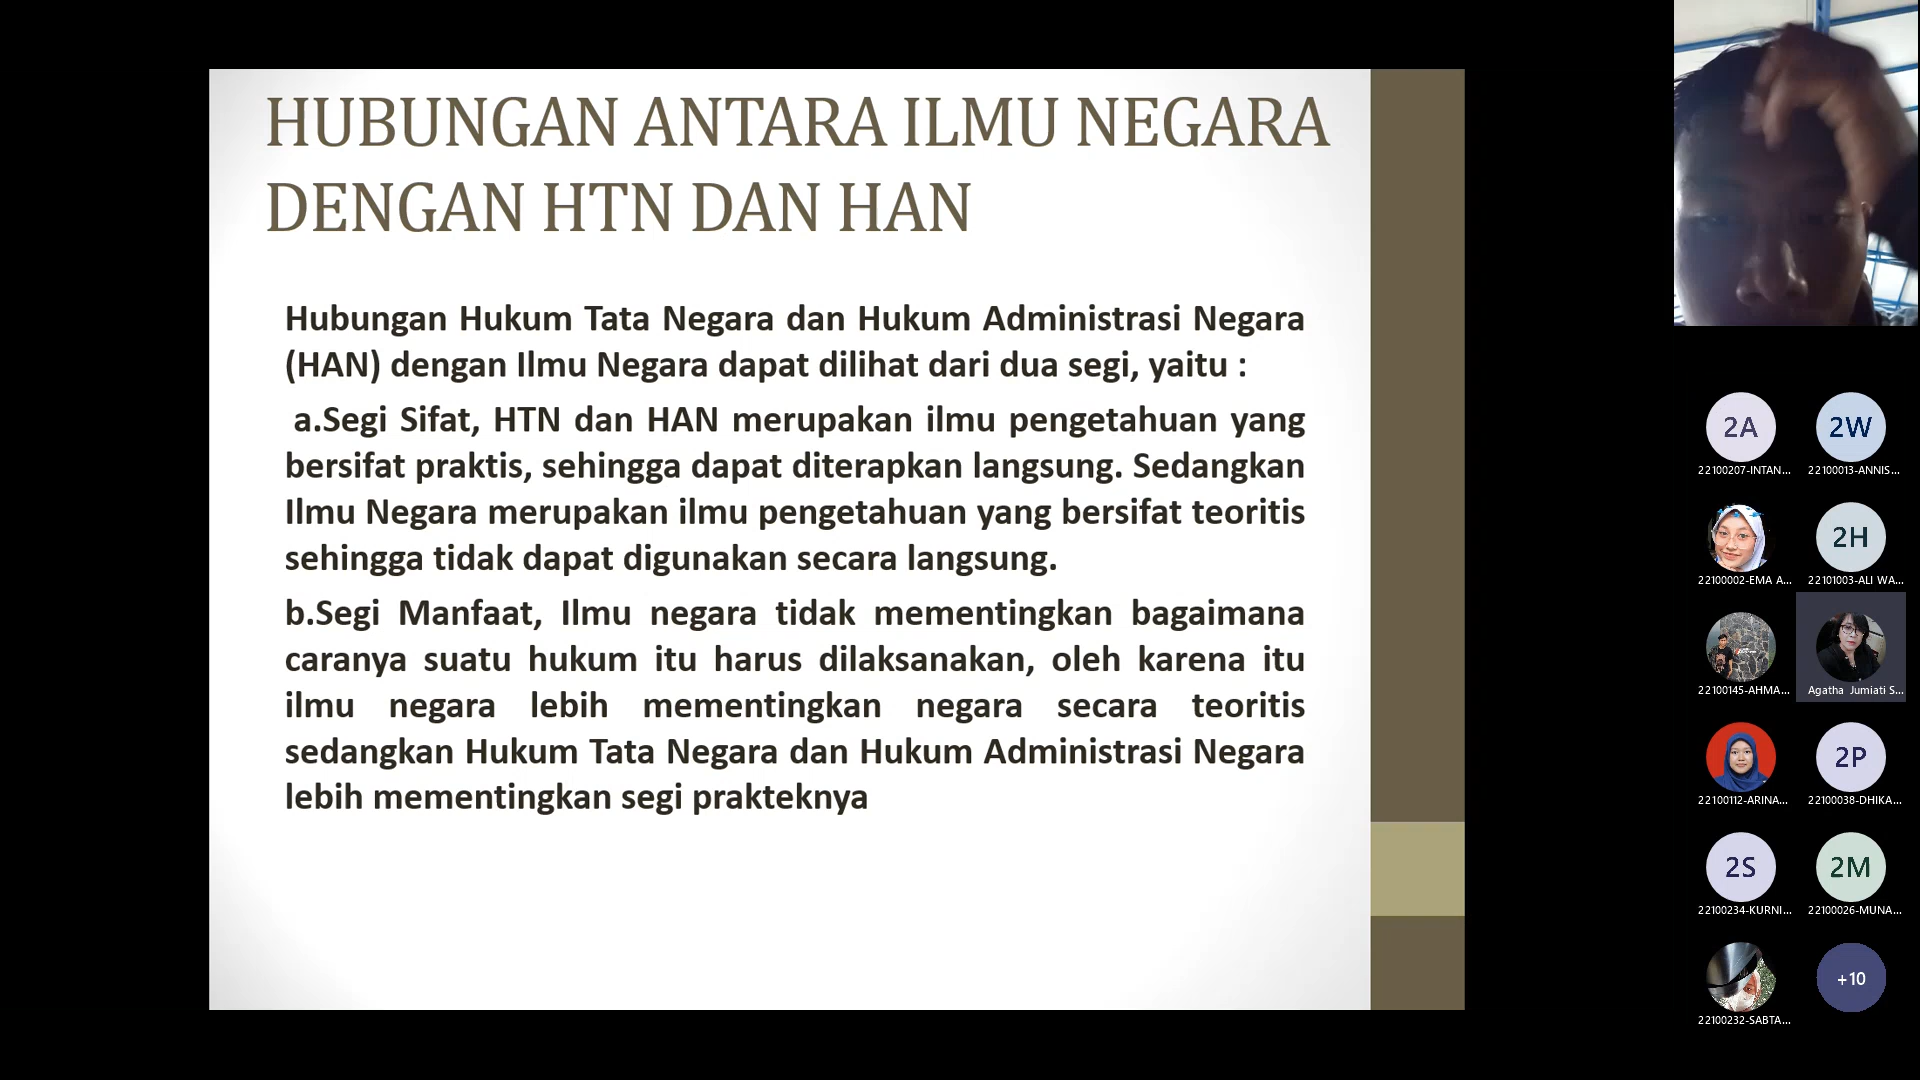 HUBUNGAN ANTARA ILMU NEGARA
DENGAN HTN DAN HAN
Hubungan Hukum Tata Negara dan Hukum Administrasi Negara
(HAN) dengan Ilmu Negara dapat dilihat dari dua segi, yaitu :
a.Segi Sifat, HTN dan HAN merupakan ilmu pengetahuan yang
bersifat praktis, sehingga dapat diterapkan langsung. Sedangkan
Ilmu Negara merupakan ilmu pengetahuan yang bersifat teoritis
sehingga tidak dapat digunakan secara langsung.
b.Segi Manfaat, Ilmu negara tidak mementingkan bagaimana
caranya suatu hukum itu harus dilaksanakan, oleh karena itu
ilmu negara lebih mementingkan negara secara teoritis
sedangkan Hukum Tata Negara dan Hukum Administrasi Negara
lebih mementingkan segi prakteknya
2A
22100207-INTAN...
2W
22100013-ANNIS...
22100002-EMA A...
2H
22101003-ALI WA...
22100145-AHMA...
Agatha Jumiati S...
22100112-ARINA...
2P
22100038-DHIKA...
2S
22100234-KURNI...
2M
22100026-MUNA...
22100232-SABTA...
+10